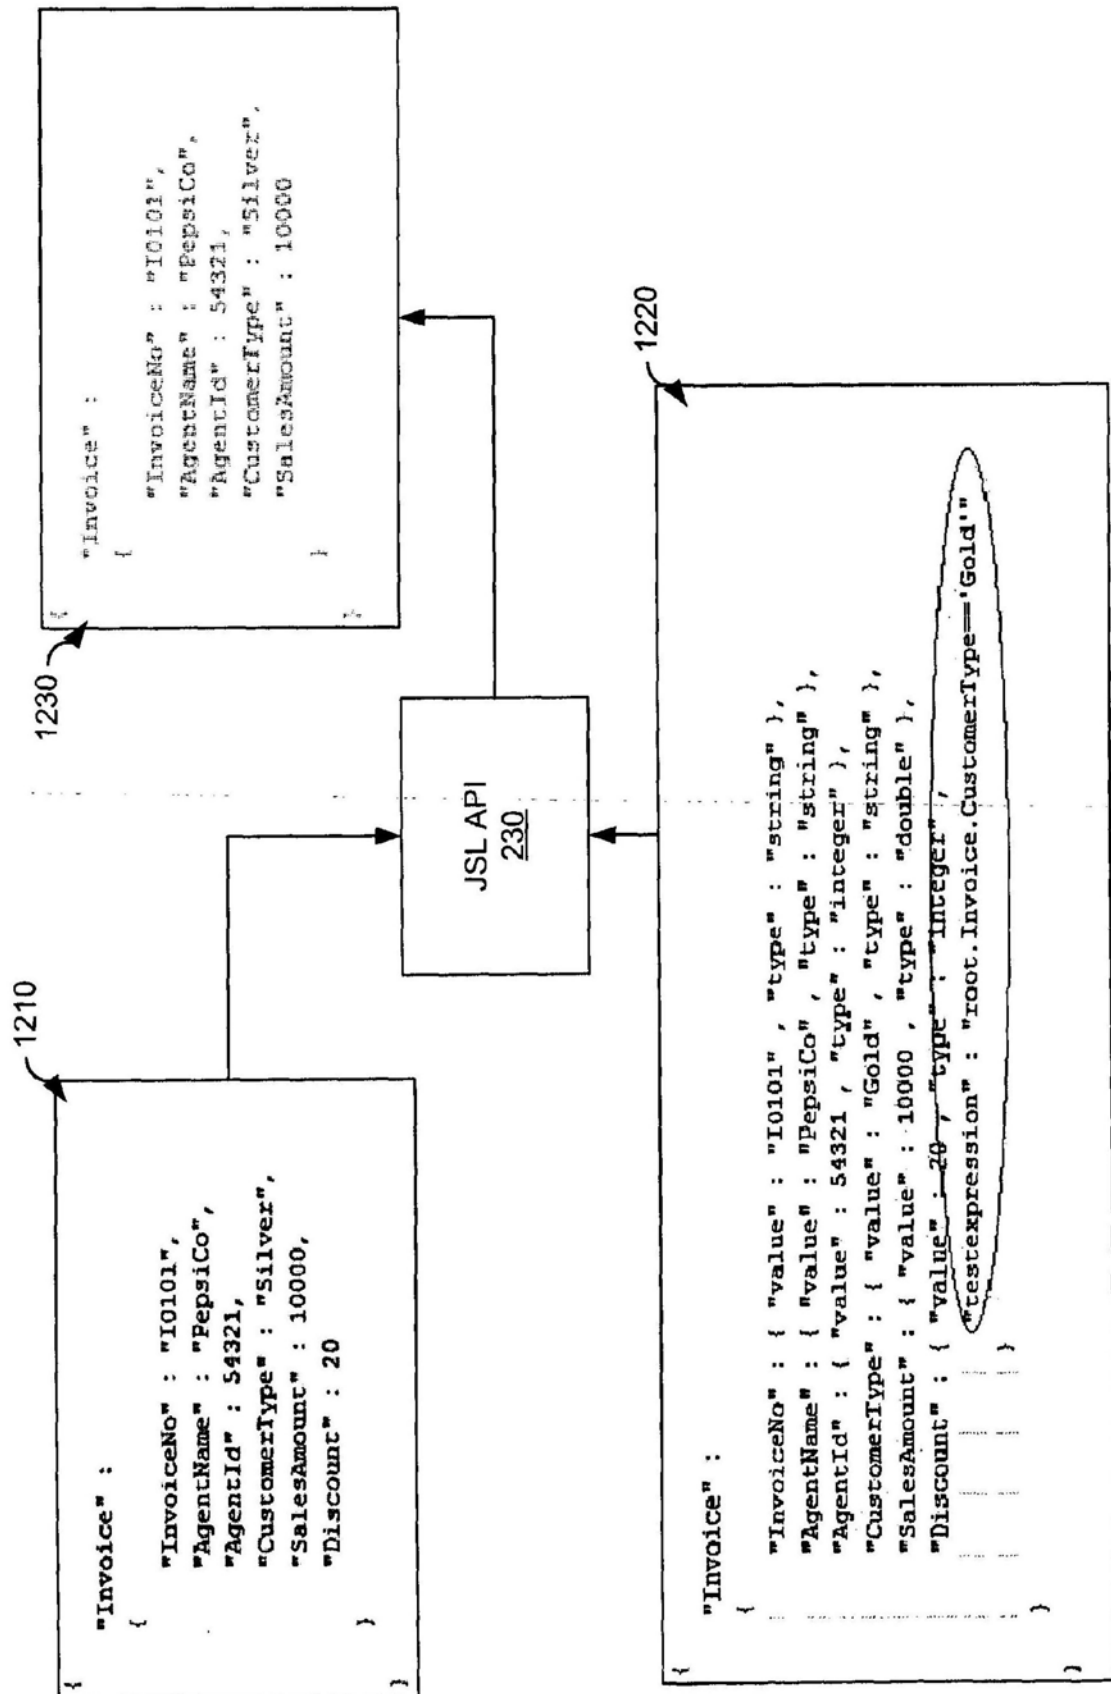 1210
{
"Invoice" :
{
"InvoiceNo" : "I0101",
"AgentName" : "PepsiCo",
"AgentId" : 54321,
"CustomerType" : "Silver",
"SalesAmount" : 10000,
"Discount" : 20
}
}
JSL API
230
1230
{
"Invoice" :
{
"InvoiceNo" : "I0101",
"AgentName" : "PepsiCo",
"AgentId" : 54321,
"CustomerType" : "Silver",
"SalesAmount" : 10000
}
}
1220
{
"Invoice" :
{
"InvoiceNo" : { "value" : "I0101" , "type" : "string" },
"AgentName" : { "value" : "PepsiCo" , "type" : "string" },
"AgentId" : { "value" : 54321 , "type" : "integer" },
"CustomerType" : { "value" : "Gold" , "type" : "string" },
"SalesAmount" : { "value" : 10000 , "type" : "double" },
"Discount" : { "value" : 20 , "type" : "integer" ,
"testexpression" : "root.Invoice.CustomerType=='Gold'"
}
}
}